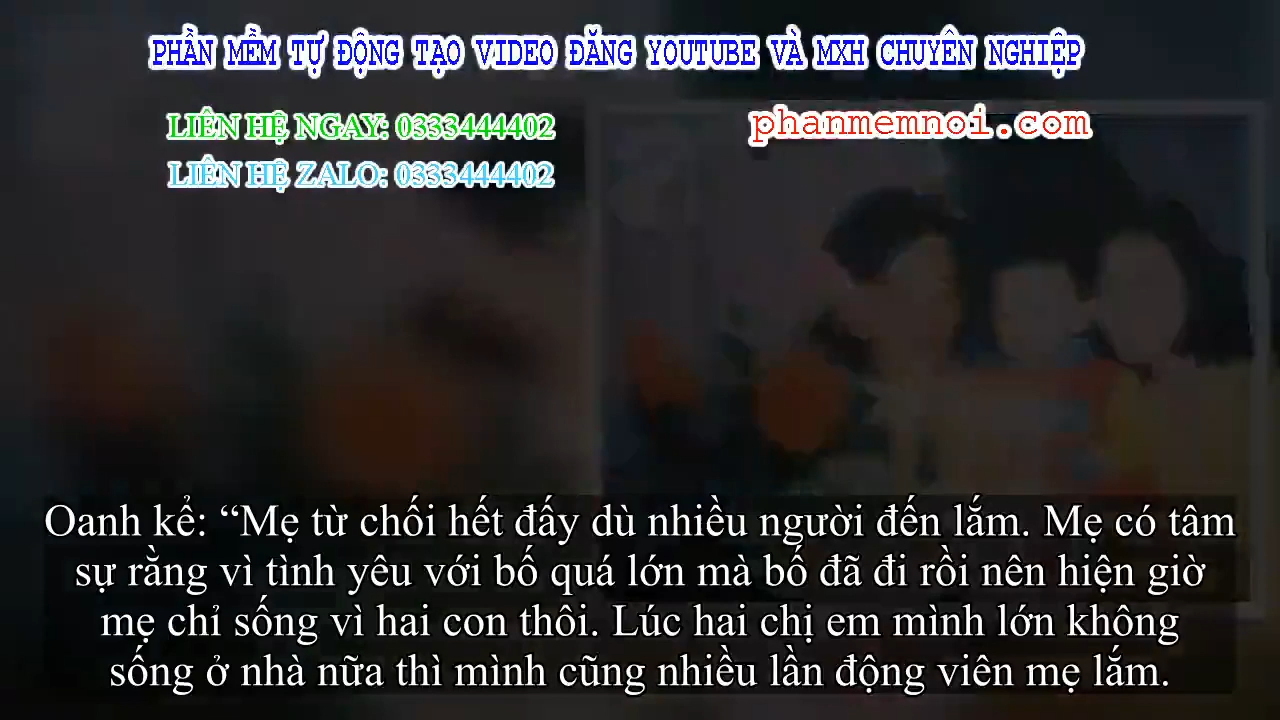 PHẦN MỀM TỰ ĐỘNG TẠO VIDEO ĐĂNG YOUTUBE VÀ MXH CHUYÊN NGHIỆP
LIÊN HỆ NGAY: 0333444402
phanmemnoi.com
LIÊN HỆ ZALO: 0333444402
Oanh kể: “Mẹ từ chối hết đấy dù nhiều người đến lắm. Mẹ có tâm
sự rằng vì tình yêu với bố quá lớn mà bố đã đi rồi nên hiện giờ
mẹ chỉ sống vì hai con thôi. Lúc hai chị em mình lớn không
sống ở nhà nữa thì mình cũng nhiều lần động viên mẹ lắm.